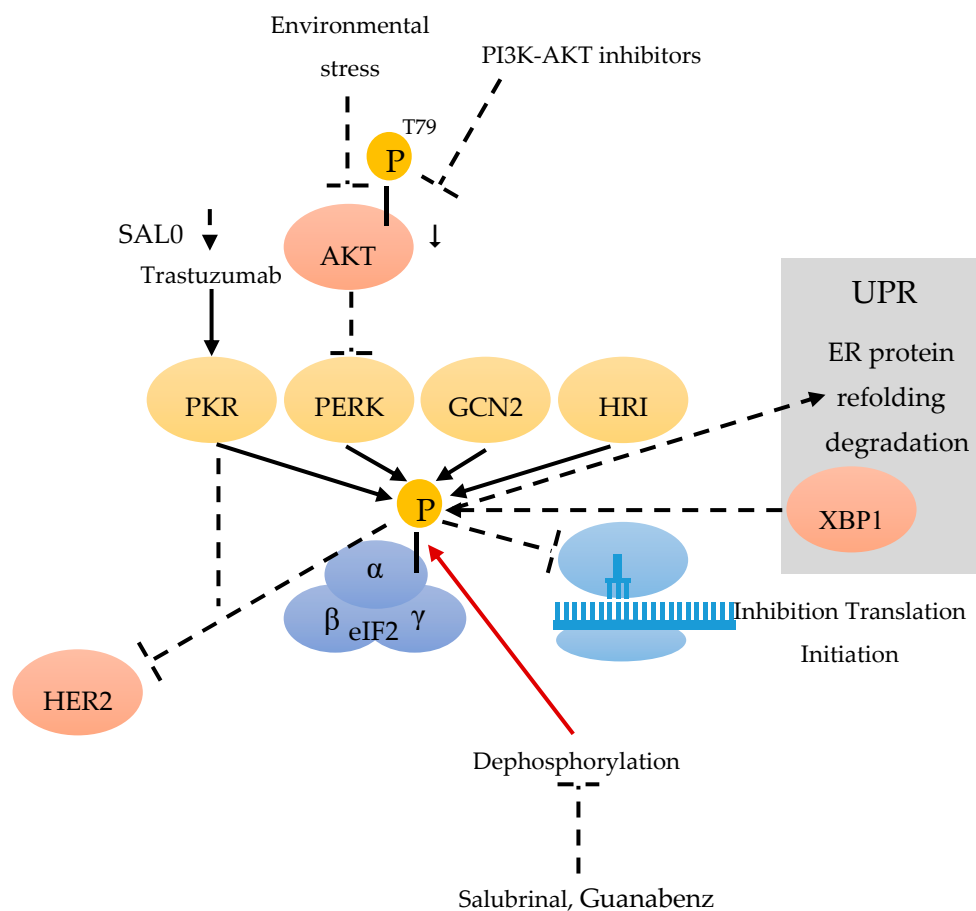 Environmental
stress
PI3K-AKT inhibitors
T79
P
SAL0
AKT
↓
Trastuzumab
UPR
ER protein
refolding
degradation
PKR
PERK
GCN2
HRI
P
XBP1
α
β
eIF2
γ
Inhibition Translation
Initiation
HER2
Dephosphorylation
Salubrinal, Guanabenz